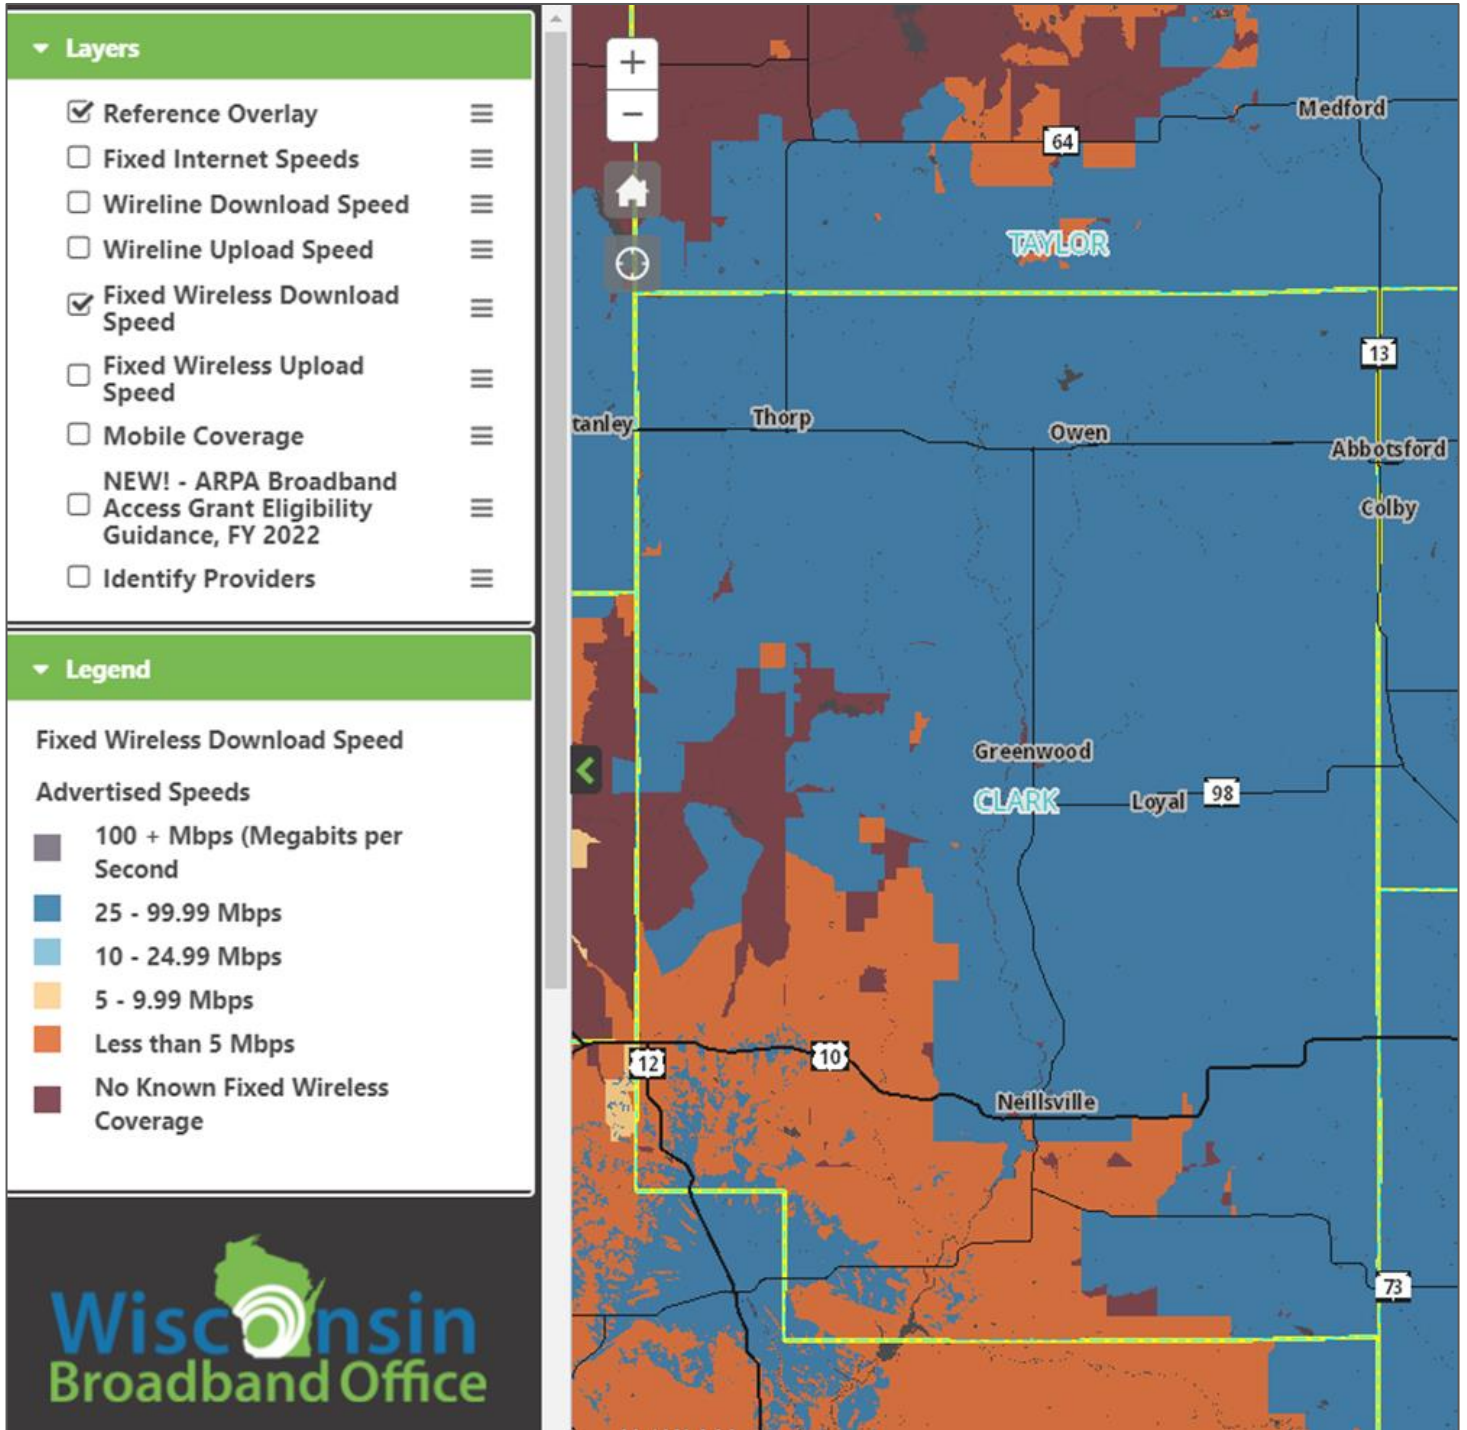 Layers
Reference Overlay
Fixed Internet Speeds
Wireline Download Speed
Wireline Upload Speed
Fixed Wireless Download
Speed
Fixed Wireless Upload
Speed
Mobile Coverage
NEW! - ARPA Broadband
Access Grant Eligibility
Guidance, FY 2022
Identify Providers
Legend
Fixed Wireless Download Speed
Advertised Speeds
100 + Mbps (Megabits per
Second
25 - 99.99 Mbps
10 - 24.99 Mbps
5 - 9.99 Mbps
Less than 5 Mbps
No Known Fixed Wireless
Coverage
Wisconsin
Broadband Office
+
−
Medford
64
TAYLOR
13
tanley
Thorp
Owen
Abbotsford
Colby
Greenwood
CLARK
Loyal
98
12
10
Neillsville
73